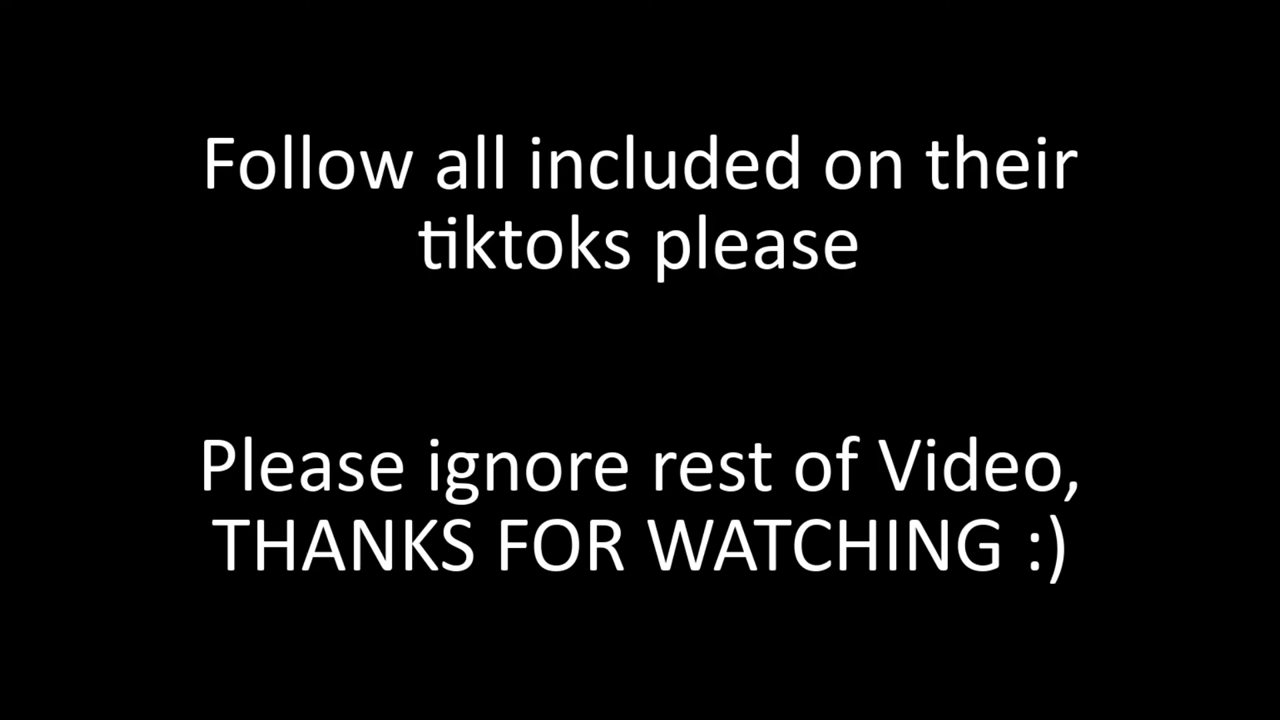 Follow all included on their
tiktoks please
Please ignore rest of Video,
THANKS FOR WATCHING :)